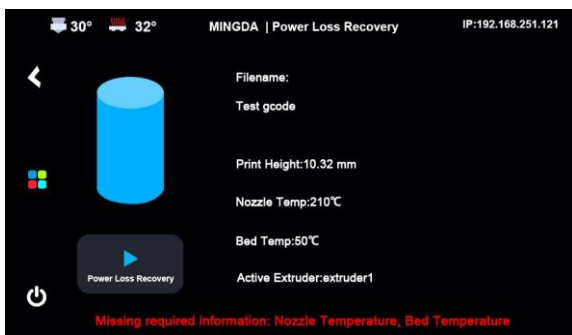 30° 32° MINGDA | Power Loss Recovery IP:192.168.251.121
Filename:
Test gcode
Print Height:10.32 mm
Nozzle Temp:210℃
Bed Temp:50℃
Power Loss Recovery
Active Extruder:extruder1
Missing required information: Nozzle Temperature, Bed Temperature